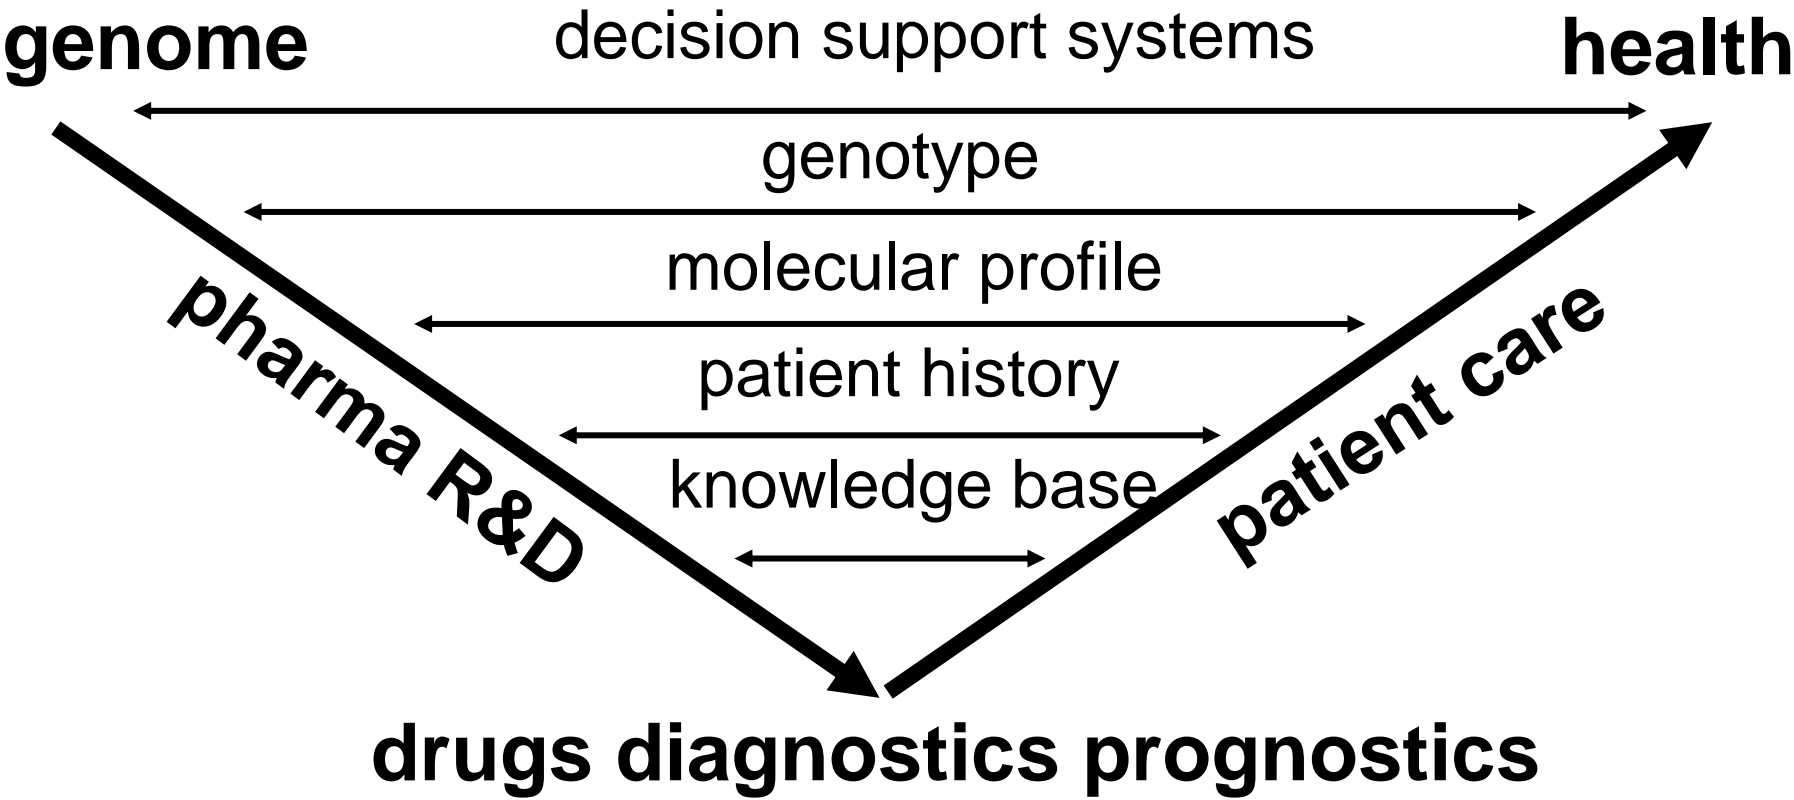 genome
decision support systems
health
genotype
molecular profile
pharma R&D
patient history
patient care
knowledge base
drugs diagnostics prognostics